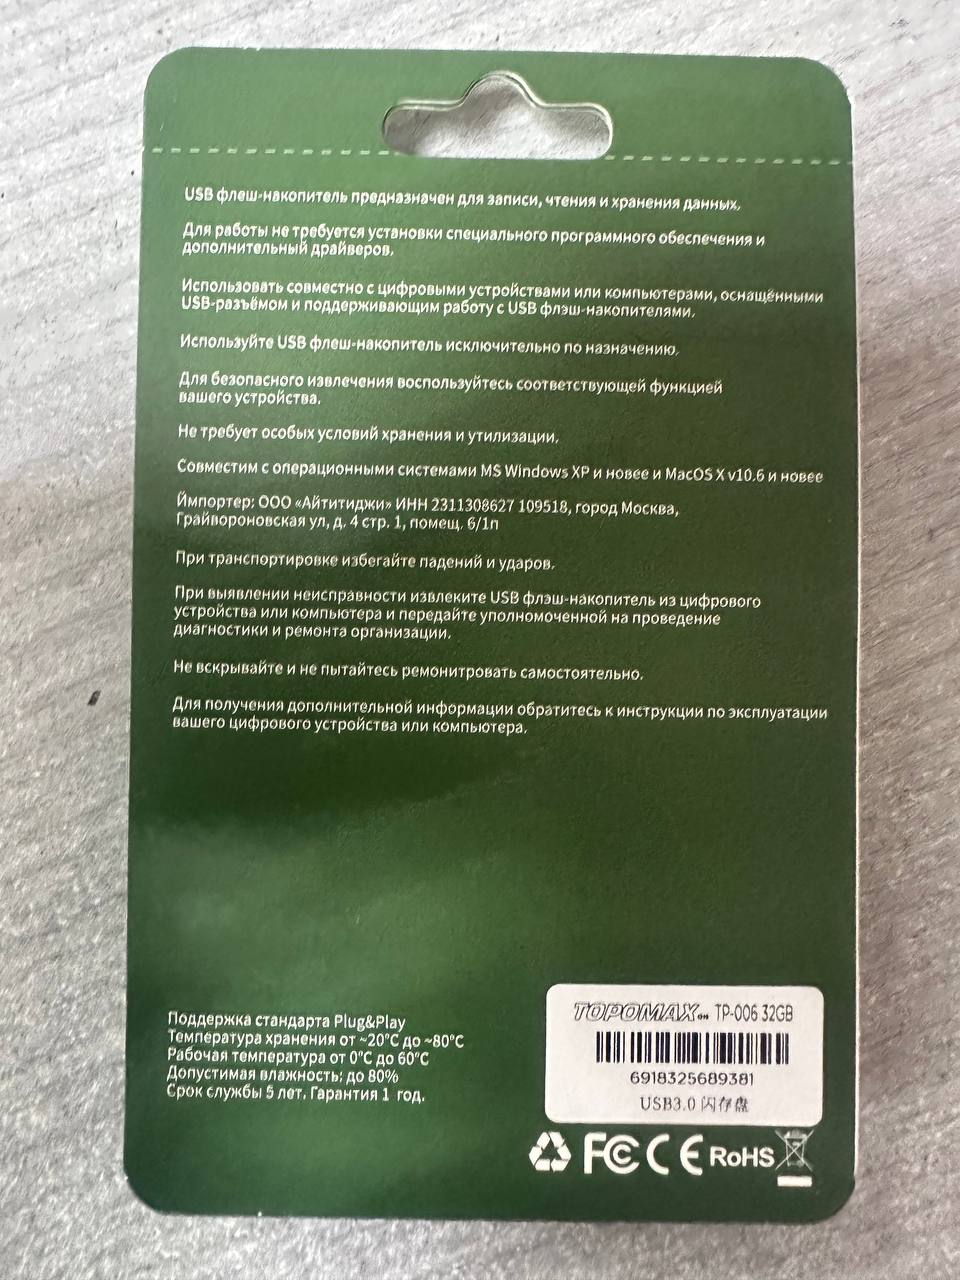 USB флеш-накопитель предназначен для записи, чтения и хранения данных.
Для работы не требуется установки специального программного обеспечения и
дополнительный драйверов.
Использовать совместно с цифровыми устройствами или компьютерами, оснащёнными
USB-разъёмом и поддерживающим работу с USB флэш-накопителями.
Используйте USB флеш-накопитель исключительно по назначению.
Для безопасного извлечения воспользуйтесь соответствующей функцией
вашего устройства.
Не требует особых условий хранения и утилизации.
Совместим с операционными системами MS Windows XP и новее и MacOS X v10.6 и новее
Импортер: ООО «Айтитиджи» ИНН 2311308627 109518, город Москва,
Грайвороновская ул, д. 4 стр. 1, помещ. 6/1п
При транспортировке избегайте падений и ударов.
При выявлении неисправности извлеките USB флэш-накопитель из цифрового
устройства или компьютера и передайте уполномоченной на проведение
диагностики и ремонта организации.
Не вскрывайте и не пытайтесь ремонитровать самостоятельно.
Для получения дополнительной информации обратитесь к инструкции по эксплуатации
вашего цифрового устройства или компьютера.
Поддержка стандарта Plug&Play
Температура хранения от ~20°C до ~80°C
Рабочая температура от 0°C до 60°C
Допустимая влажность: до 80%
Срок службы 5 лет. Гарантия 1 год.
TOPOMAX TP-006 32GB
6918325689381
USB3.0 闪存盘
FC CE RoHS